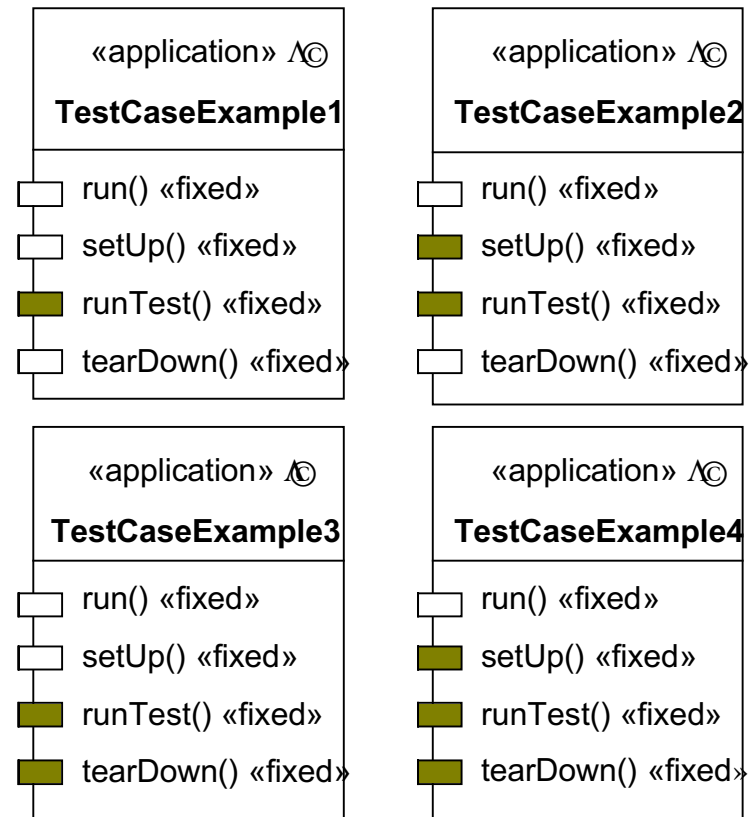 «application» Λ©
TestCaseExample1
run() «fixed»
setUp() «fixed»
runTest() «fixed»
tearDown() «fixed»
«application» Λ©
TestCaseExample2
run() «fixed»
setUp() «fixed»
runTest() «fixed»
tearDown() «fixed»
«application» Λ©
TestCaseExample3
run() «fixed»
setUp() «fixed»
runTest() «fixed»
tearDown() «fixed»
«application» Λ©
TestCaseExample4
run() «fixed»
setUp() «fixed»
runTest() «fixed»
tearDown() «fixed»